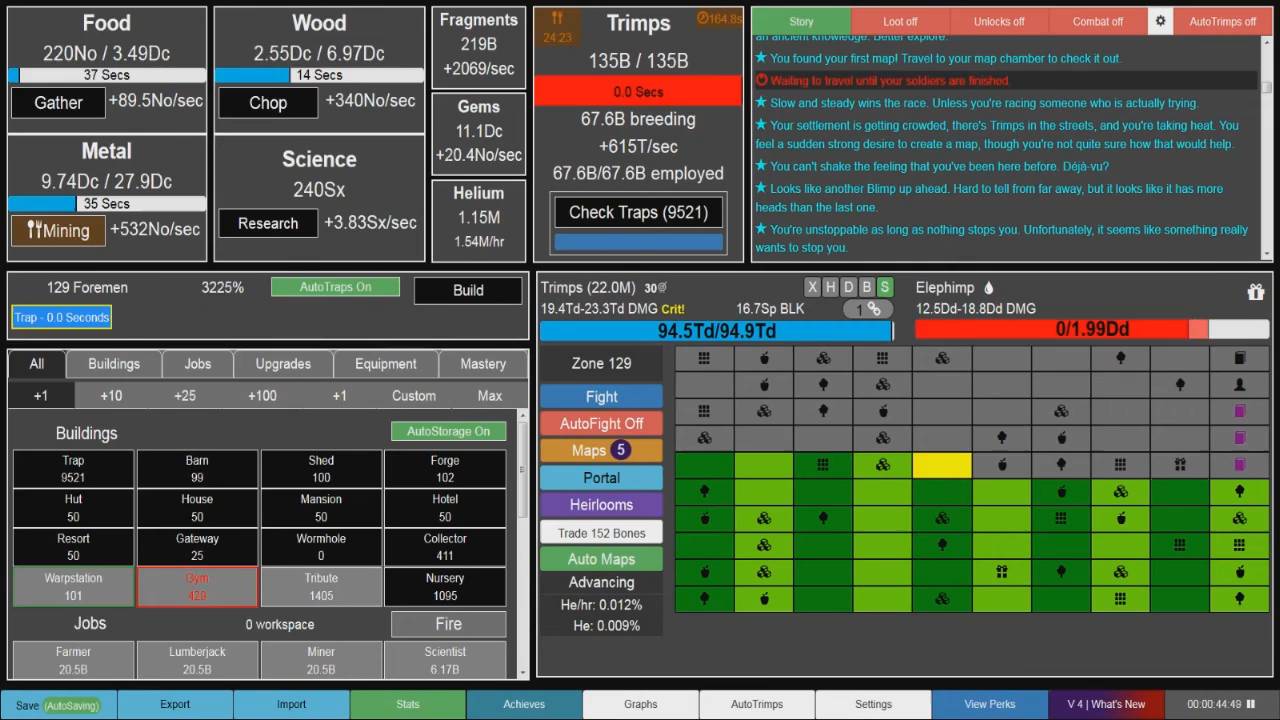 Food
220No / 3.49Dc
37 Secs
Gather
+89.5No/sec
Wood
2.55Dc / 6.97Dc
14 Secs
Chop
+340No/sec
Metal
9.74Dc / 27.9Dc
35 Secs
Mining
+532No/sec
Science
240Sx
Research
+3.83Sx/sec
Fragments
219B
+2069/sec
Gems
11.1Dc
+20.4No/sec
Helium
1.15M
1.54M/hr
24:23
Trimps
164.8s
135B / 135B
0.0 Secs
67.6B breeding
+615T/sec
67.6B/67.6B employed
Check Traps (9521)
Story
Loot off
Unlocks off
Combat off
AutoTrimps off
an ancient knowledge. Better explore.
You found your first map! Travel to your map chamber to check it out.
Waiting to travel until your soldiers are finished.
Slow and steady wins the race. Unless you're racing someone who is actually trying.
Your settlement is getting crowded, there's Trimps in the streets, and you're taking heat. You
feel a sudden strong desire to create a map, though you're not quite sure how that would help.
You can't shake the feeling that you've been here before. Déjà-vu?
Looks like another Blimp up ahead. Hard to tell from far away, but it looks like it has more
heads than the last one.
You're unstoppable as long as nothing stops you. Unfortunately, it seems like something really
wants to stop you.
129 Foremen
3225%
AutoTraps On
Build
Trap - 0.0 Seconds
All
Buildings
Jobs
Upgrades
Equipment
Mastery
+1
+10
+25
+100
+1
Custom
Max
Buildings
AutoStorage On
Trap
9521
Barn
99
Shed
100
Forge
102
Hut
50
House
50
Mansion
50
Hotel
50
Resort
50
Gateway
25
Wormhole
0
Collector
411
Warpstation
101
Gym
429
Tribute
1405
Nursery
1095
Jobs
0 workspace
Fire
Farmer
20.5B
Lumberjack
20.5B
Miner
20.5B
Scientist
6.17B
Trimps (22.0M)
30
X
H
D
B
S
19.4Td-23.3Td DMG Crit!
16.7Sp BLK
1
94.5Td/94.9Td
Elephimp
12.5Dd-18.8Dd DMG
0/1.99Dd
Zone 129
Fight
AutoFight Off
Maps 5
Portal
Heirlooms
Trade 152 Bones
Auto Maps
Advancing
He/hr: 0.012%
He: 0.009%
Save (AutoSaving)
Export
Import
Stats
Achieves
Graphs
AutoTrimps
Settings
View Perks
V 4 | What's New
00:00:44:49